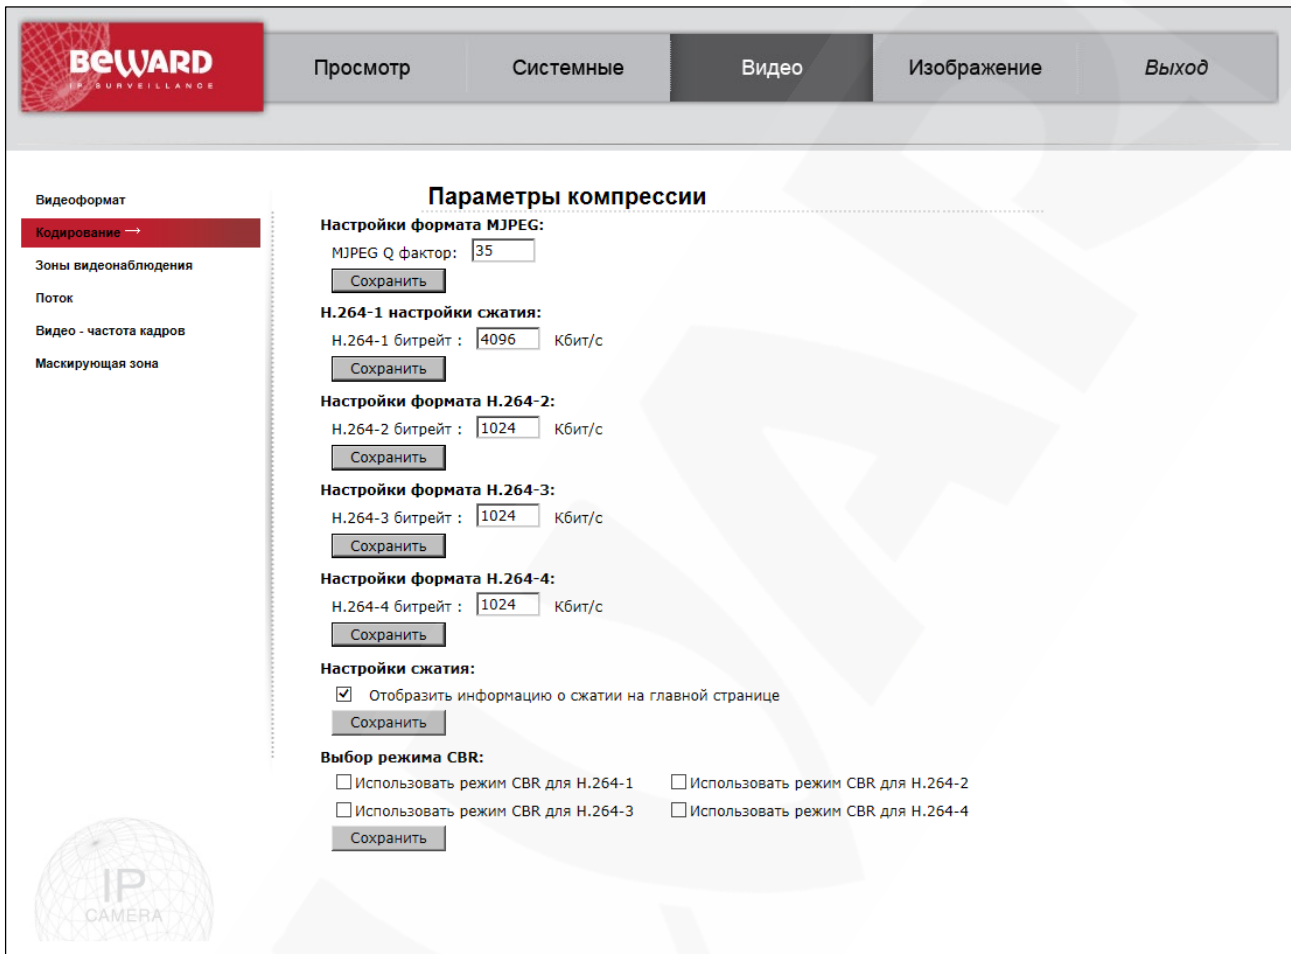 BEWARD
IP SURVEILLANCE
Просмотр Системные Видео Изображение Выход
Видеоформат
Кодирование →
Зоны видеонаблюдения
Поток
Видео - частота кадров
Маскирующая зона
Параметры компрессии
Настройки формата MJPEG:
MJPEG Q фактор: 35
Сохранить
H.264-1 настройки сжатия:
H.264-1 битрейт : 4096 Кбит/с
Сохранить
Настройки формата H.264-2:
H.264-2 битрейт : 1024 Кбит/с
Сохранить
Настройки формата H.264-3:
H.264-3 битрейт : 1024 Кбит/с
Сохранить
Настройки формата H.264-4:
H.264-4 битрейт : 1024 Кбит/с
Сохранить
Настройки сжатия:
Отобразить информацию о сжатии на главной странице
Сохранить
Выбор режима CBR:
Использовать режим CBR для H.264-1 Использовать режим CBR для H.264-2
Использовать режим CBR для H.264-3 Использовать режим CBR для H.264-4
Сохранить
IP
CAMERA